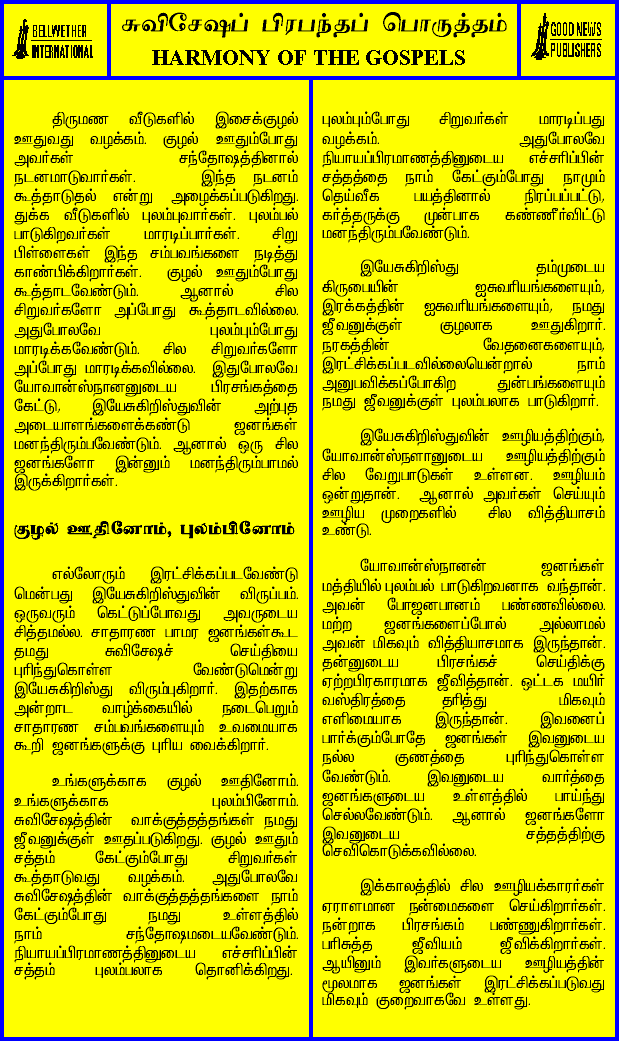 BELLWETHER
INTERNATIONAL
சுவிசேஷப் பிரபந்தப் பொருத்தம்
HARMONY OF THE GOSPELS
GOOD NEWS
PUBLISHERS
திருமண வீடுகளில் இசைக்குழல்
ஊதுவது வழக்கம். குழல் ஊதும்போது
அவர்கள் சந்தோஷத்தினால்
நடனமாடுவார்கள். இந்த நடனம்
கூத்தாடுதல் என்று அழைக்கப்படுகிறது.
துக்க வீடுகளில் புலம்புவார்கள். புலம்பல்
பாடுகிறவர்கள் மாரடிப்பார்கள். சிறு
பிள்ளைகள் இந்த சம்பவங்களை நடித்து
காண்பிக்கிறார்கள். குழல் ஊதும்போது
கூத்தாடவேண்டும். ஆனால் சில
சிறுவர்களோ அப்போது கூத்தாடவில்லை.
அதுபோலவே புலம்பும்போது
மாரடிக்கவேண்டும். சில சிறுவர்களோ
அப்போது மாரடிக்கவில்லை. இதுபோலவே
யோவான்ஸ்நானனுடைய பிரசங்கத்தை
கேட்டு, இயேசுகிறிஸ்துவின் அற்புத
அடையாளங்களைக்கண்டு ஜனங்கள்
மனந்திரும்பவேண்டும். ஆனால் ஒரு சில
ஜனங்களோ இன்னும் மனந்திரும்பாமல்
இருக்கிறார்கள்.
குழல் ஊதினோம், புலம்பினோம்
எல்லோரும் இரட்சிக்கப்படவேண்டு
மென்பது இயேசுகிறிஸ்துவின் விருப்பம்.
ஒருவரும் கெட்டுப்போவது அவருடைய
சித்தமல்ல. சாதாரண பாமர ஜனங்கள்கூட
தமது சுவிசேஷச் செய்தியை
புரிந்துகொள்ள வேண்டுமென்று
இயேசுகிறிஸ்து விரும்புகிறார். இதற்காக
அன்றாட வாழ்க்கையில் நடைபெறும்
சாதாரண சம்பவங்களையும் உவமையாக
கூறி ஜனங்களுக்கு புரிய வைக்கிறார்.
உங்களுக்காக குழல் ஊதினோம்.
உங்களுக்காக புலம்பினோம்.
சுவிசேஷத்தின் வாக்குத்தத்தங்கள் நமது
ஜீவனுக்குள் ஊதப்படுகிறது. குழல் ஊதும்
சத்தம் கேட்கும்போது சிறுவர்கள்
கூத்தாடுவது வழக்கம். அதுபோலவே
சுவிசேஷத்தின் வாக்குத்தத்தங்களை நாம்
கேட்கும்போது நமது உள்ளத்தில்
நாம் சந்தோஷமடையவேண்டும்.
நியாயப்பிரமாணத்தினுடைய எச்சரிப்பின்
சத்தம் புலம்பலாக தொனிக்கிறது.
புலம்பும்போது சிறுவர்கள் மாரடிப்பது
வழக்கம். அதுபோலவே
நியாயப்பிரமாணத்தினுடைய எச்சரிப்பின்
சத்தத்தை நாம் கேட்கும்போது நாமும்
தெய்வீக பயத்தினால் நிரப்பப்பட்டு,
கர்த்தருக்கு முன்பாக கண்ணீர்விட்டு
மனந்திரும்பவேண்டும்.
இயேசுகிறிஸ்து தம்முடைய
கிருபையின் ஐசுவரியங்களையும்,
இரக்கத்தின் ஐசுவரியங்களையும், நமது
ஜீவனுக்குள் குழலாக ஊதுகிறார்.
நரகத்தின் வேதனைகளையும்,
இரட்சிக்கப்படவில்லையென்றால் நாம்
அனுபவிக்கப்போகிற துன்பங்களையும்
நமது ஜீவனுக்குள் புலம்பலாக பாடுகிறார்.
இயேசுகிறிஸ்துவின் ஊழியத்திற்கும்,
யோவான்ஸ்நானனுடைய ஊழியத்திற்கும்
சில வேறுபாடுகள் உள்ளன. ஊழியம்
ஒன்றுதான். ஆனால் அவர்கள் செய்யும்
ஊழிய முறைகளில் சில வித்தியாசம்
உண்டு.
யோவான்ஸ்நானன் ஜனங்கள்
மத்தியில் புலம்பல் பாடுகிறவனாக வந்தான்.
அவன் போஜனபானம் பண்ணவில்லை.
மற்ற ஜனங்களைப்போல் அல்லாமல்
அவன் மிகவும் வித்தியாசமாக இருந்தான்.
தன்னுடைய பிரசங்கச் செய்திக்கு
ஏற்றபிரகாரமாக ஜீவித்தான். ஒட்டக மயிர்
வஸ்திரத்தை தரித்து மிகவும்
எளிமையாக இருந்தான். இவனைப்
பார்க்கும்போதே ஜனங்கள் இவனுடைய
நல்ல குணத்தை புரிந்துகொள்ள
வேண்டும். இவனுடைய வார்த்தை
ஜனங்களுடைய உள்ளத்தில் பாய்ந்து
செல்லவேண்டும். ஆனால் ஜனங்களோ
இவனுடைய சத்தத்திற்கு
செவிகொடுக்கவில்லை.
இக்காலத்தில் சில ஊழியக்காரர்கள்
ஏராளமான நன்மைகளை செய்கிறார்கள்.
நன்றாக பிரசங்கம் பண்ணுகிறார்கள்.
பரிசுத்த ஜீவியம் ஜீவிக்கிறார்கள்.
ஆயினும் இவர்களுடைய ஊழியத்தின்
மூலமாக ஜனங்கள் இரட்சிக்கப்படுவது
மிகவும் குறைவாகவே உள்ளது.